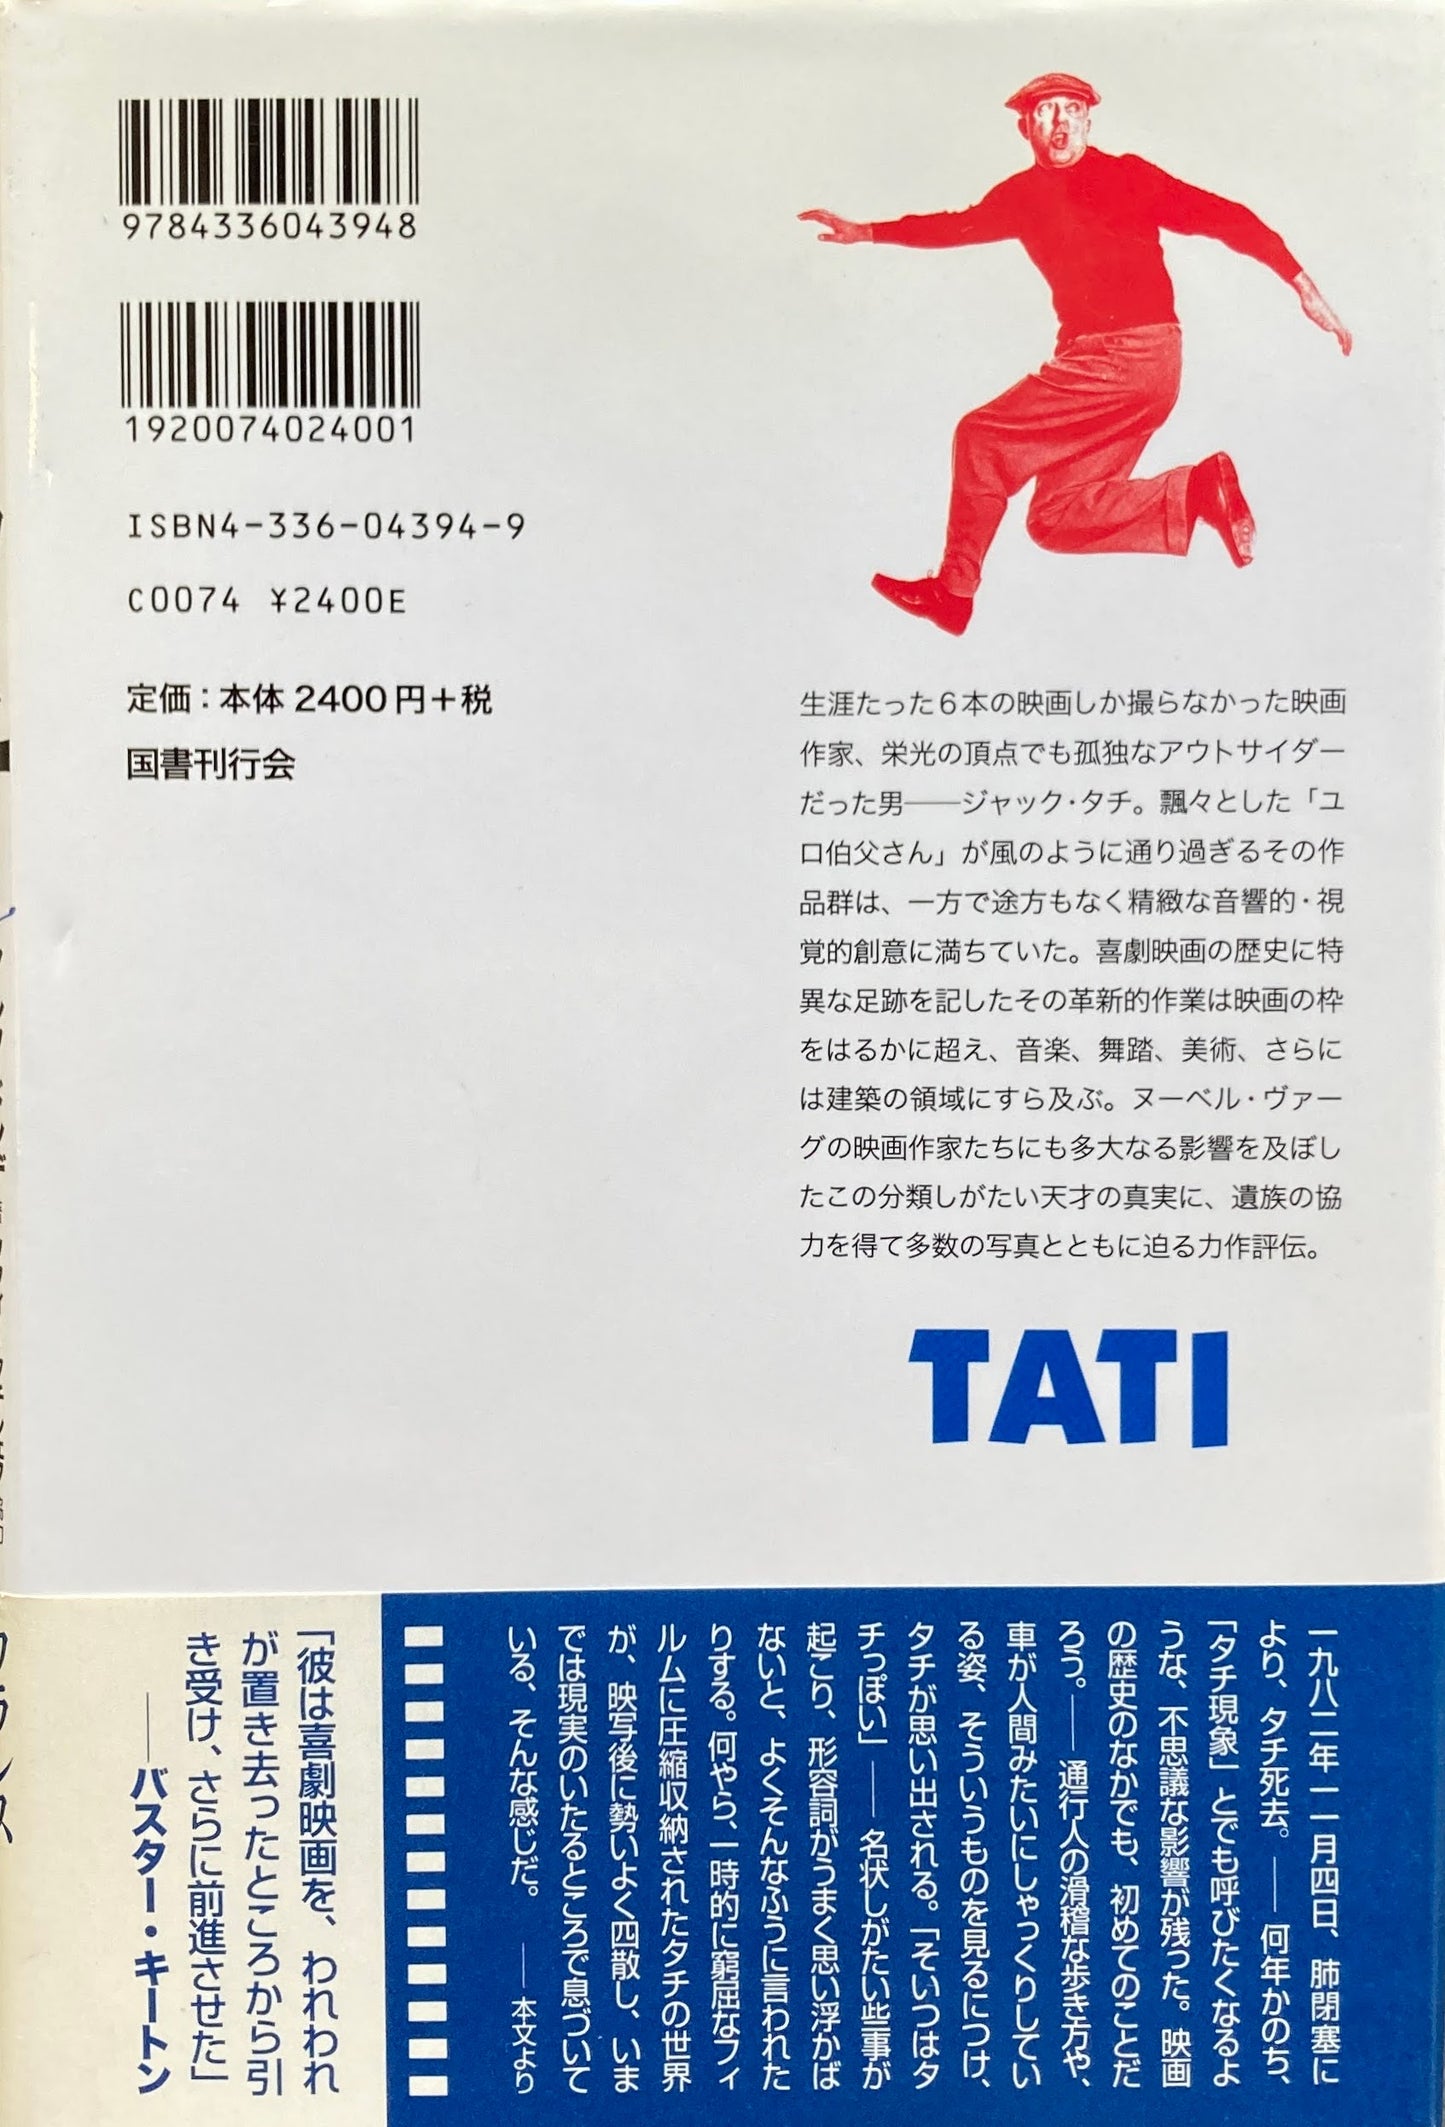 9784336043948
1920074024001
ISBN4-336-04394-9
C0074 ¥2400E
定価：本体2400円＋税
国書刊行会
生涯たった6本の映画しか撮らなかった映画
作家、栄光の頂点でも孤独なアウトサイダー
だった男──ジャック・タチ。飄々とした「ユ
ロ伯父さん」が風のように通り過ぎるその作
品群は、一方で途方もなく精緻な音響的・視
覚的創意に満ちていた。喜劇映画の歴史に特
異な足跡を記したその革新的作業は映画の枠
をはるかに超え、音楽、舞踏、美術、さらに
は建築の領域にすら及ぶ。ヌーベル・ヴァー
グの映画作家たちにも多大なる影響を及ぼし
たこの分類しがたい天才の真実に、遺族の協
力を得て多数の写真とともに迫る力作評伝。
TATI
一九八二年一一月四日、肺閉塞に
より、タチ死去。──何年かのち、
「タチ現象」とでも呼びたくなるよ
うな、不思議な影響が残った。映画
の歴史のなかでも、初めてのことだ
ろう。──通行人の滑稽な歩き方や、
車が人間みたいにしゃっくりしてい
る姿、そういうものを見るにつけ、
タチが思い出される。「そいつはタ
チっぽい」──名状しがたい些事が
起こり、形容詞がうまく思い浮かば
ないと、よくそんなふうに言われた
りする。何やら、一時的に窮屈なフィ
ルムに圧縮収納されたタチの世界
が、映写後に勢いよく四散し、いま
では現実のいたるところで息づいて
いる、そんな感じだ。──本文より
「彼は喜劇映画を、われわれ
が置き去ったところから引
き受け、さらに前進させた」
──バスター・キートン